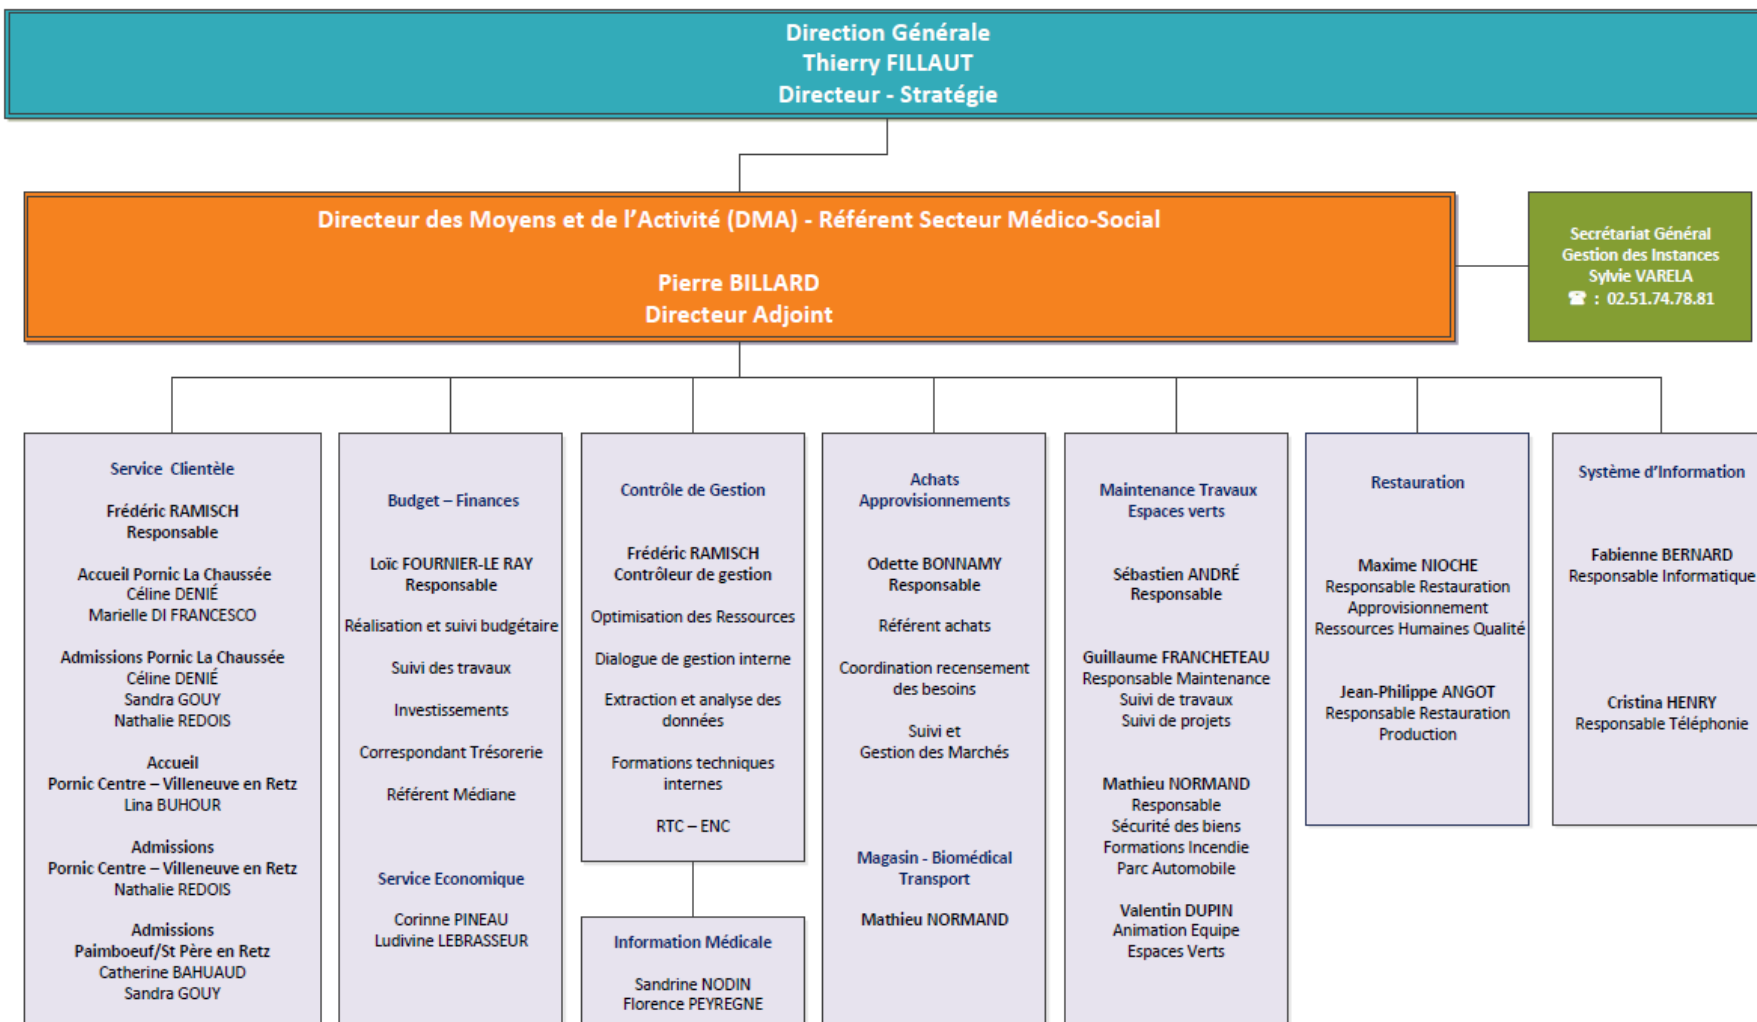 Direction Générale
Thierry FILLAUT
Directeur - Stratégie
Directeur des Moyens et de l'Activité (DMA) - Référent Secteur Médico-Social
Pierre BILLARD
Directeur Adjoint
Secrétariat Général
Gestion des Instances
Sylvie VARELA
☎ : 02.51.74.78.81
Service Clientèle
Frédéric RAMISCH
Responsable
Accueil Pornic La Chaussée
Céline DENIÉ
Marielle DI FRANCESCO
Admissions Pornic La Chaussée
Céline DENIÉ
Sandra GOUY
Nathalie REDOIS
Accueil
Pornic Centre – Villeneuve en Retz
Lina BUHOUR
Admissions
Pornic Centre – Villeneuve en Retz
Nathalie REDOIS
Admissions
Paimboeuf/St Père en Retz
Catherine BAHUAUD
Sandra GOUY
Budget – Finances
Loïc FOURNIER-LE RAY
Responsable
Réalisation et suivi budgétaire
Suivi des travaux
Investissements
Correspondant Trésorerie
Référent Médiane
Service Economique
Corinne PINEAU
Ludivine LEBRASSEUR
Contrôle de Gestion
Frédéric RAMISCH
Contrôleur de gestion
Optimisation des Ressources
Dialogue de gestion interne
Extraction et analyse des
données
Formations techniques
internes
RTC – ENC
Information Médicale
Sandrine NODIN
Florence PEYREGNE
Achats
Approvisionnements
Odette BONNAMY
Responsable
Référent achats
Coordination recensement
des besoins
Suivi et
Gestion des Marchés
Magasin - Biomédical
Transport
Mathieu NORMAND
Maintenance Travaux
Espaces verts
Sébastien ANDRÉ
Responsable
Guillaume FRANCHETEAU
Responsable Maintenance
Suivi de travaux
Suivi de projets
Mathieu NORMAND
Responsable
Sécurité des biens
Formations Incendie
Parc Automobile
Valentin DUPIN
Animation Equipe
Espaces Verts
Restauration
Maxime NIOCHE
Responsable Restauration
Approvisionnement
Ressources Humaines Qualité
Jean-Philippe ANGOT
Responsable Restauration
Production
Système d'Information
Fabienne BERNARD
Responsable Informatique
Cristina HENRY
Responsable Téléphonie